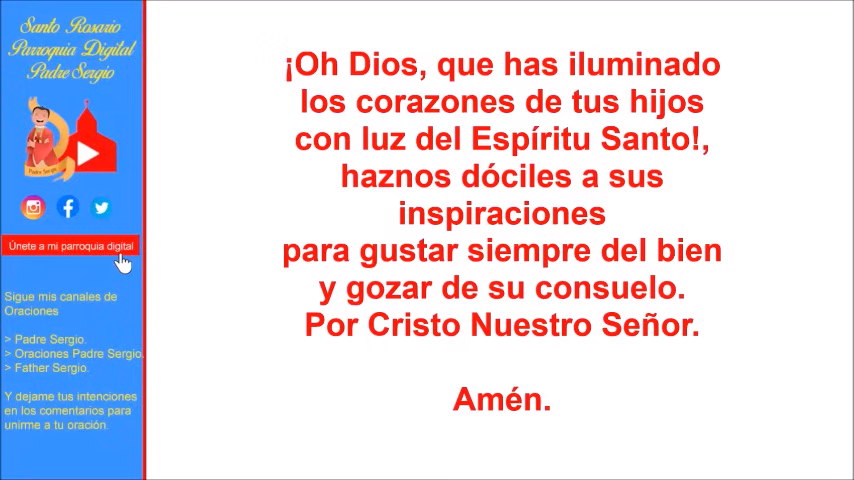 Santo Rosario
Parroquia Digital
Padre Sergio
Padre Sergio
Únete a mi parroquia digital
Sigue mis canales de
Oraciones
> Padre Sergio.
> Oraciones Padre Sergio.
> Father Sergio.
Y dejame tus intenciones
en los comentarios para
unirme a tu oración.
¡Oh Dios, que has iluminado
los corazones de tus hijos
con luz del Espíritu Santo!,
haznos dóciles a sus
inspiraciones
para gustar siempre del bien
y gozar de su consuelo.
Por Cristo Nuestro Señor.
Amén.